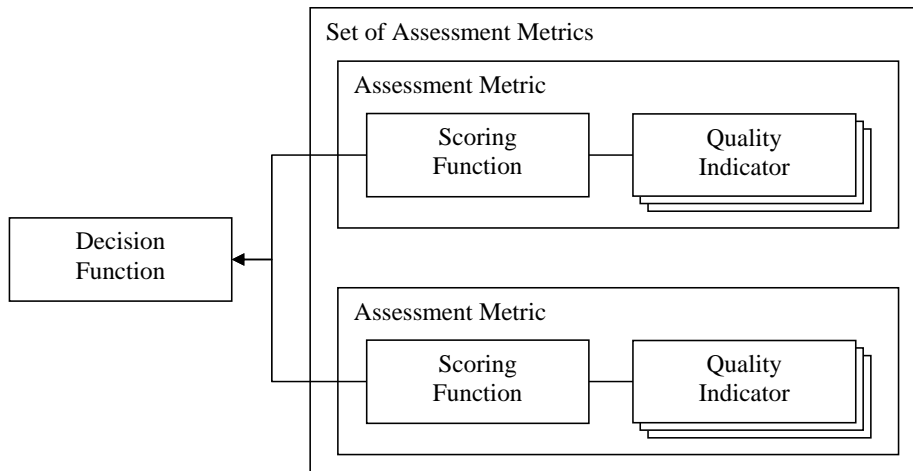 Set of Assessment Metrics
Assessment Metric
Scoring
Function
Quality
Indicator
Decision
Function
Assessment Metric
Scoring
Function
Quality
Indicator